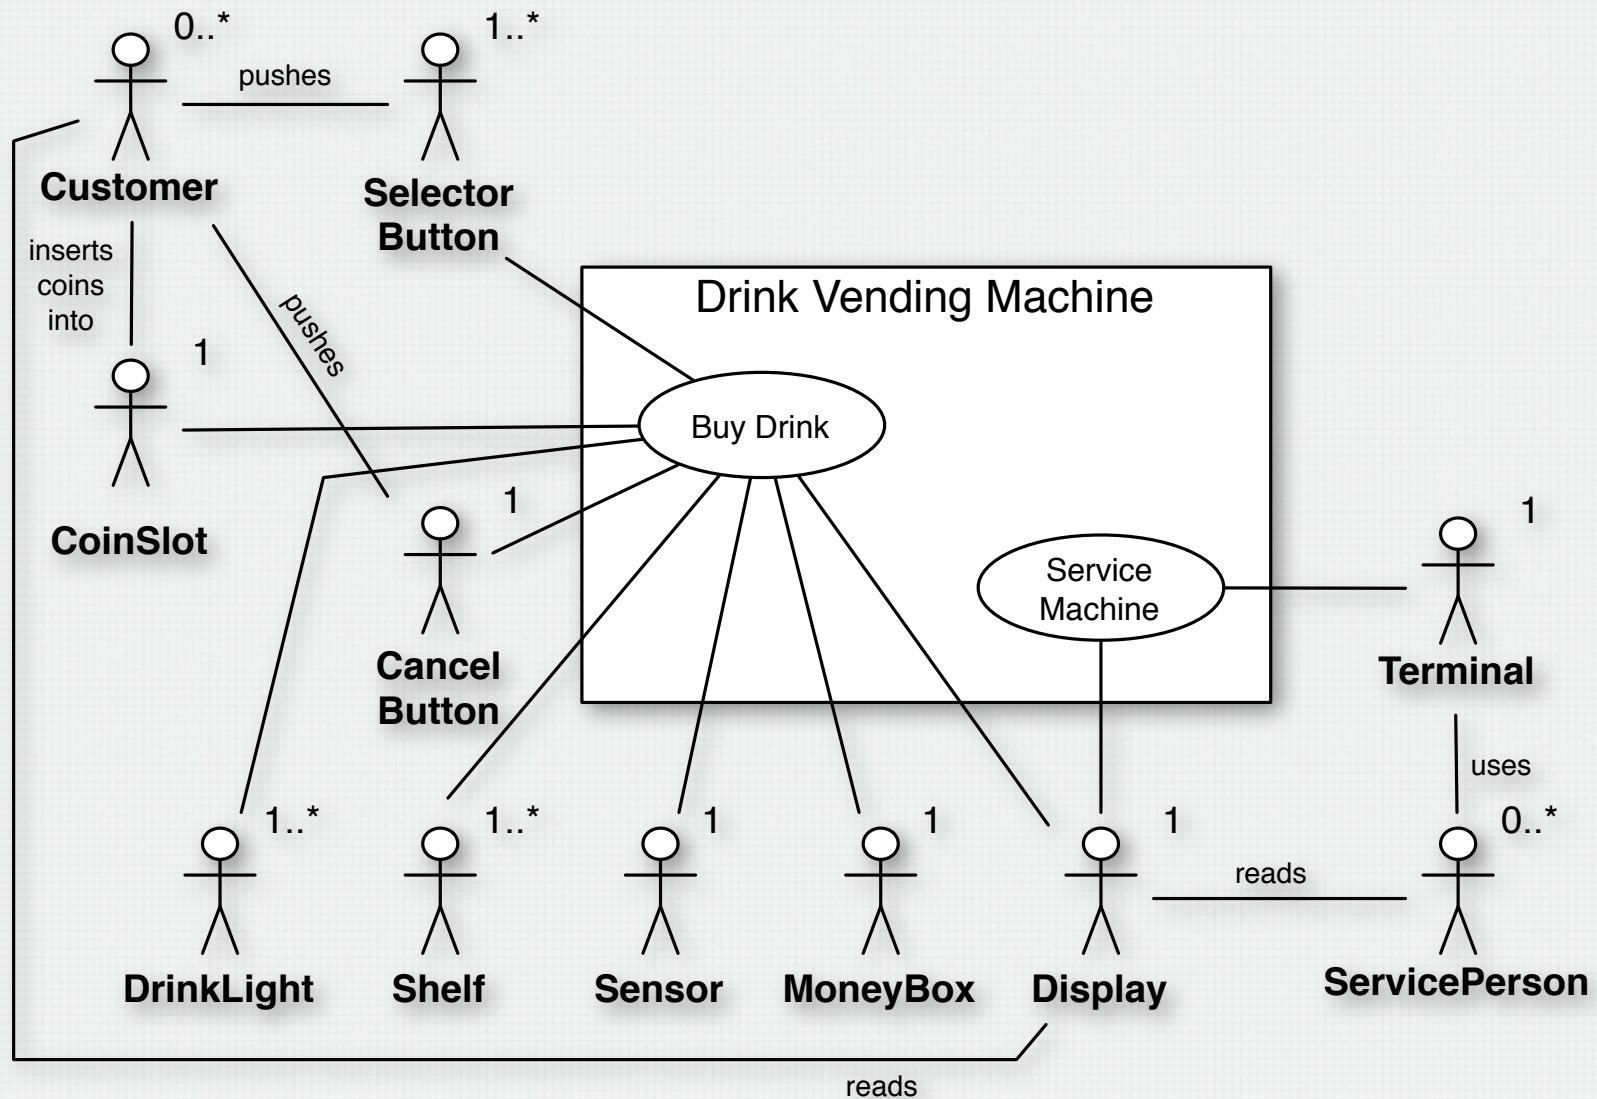 0..*
1..*
pushes
Customer
Selector
Button
inserts
coins
into
pushes
Drink Vending Machine
1
Buy Drink
CoinSlot
1
Cancel
Button
Service
Machine
1
Terminal
uses
1..*
1..*
1
1
1
0..*
reads
DrinkLight
Shelf
Sensor
MoneyBox
Display
ServicePerson
reads